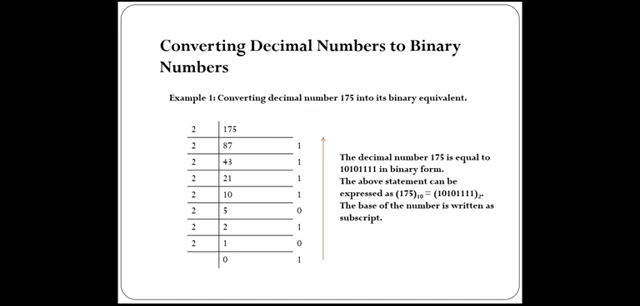 Converting Decimal Numbers to Binary
Numbers
Example 1: Converting decimal number 175 into its binary equivalent.
2 175
2 87 1
2 43 1
2 21 1
2 10 1
2 5 0
2 2 1
2 1 0
0 1
The decimal number 175 is equal to
10101111 in binary form.
The above statement can be
expressed as (175)₁₀ = (10101111)₂.
The base of the number is written as
subscript.